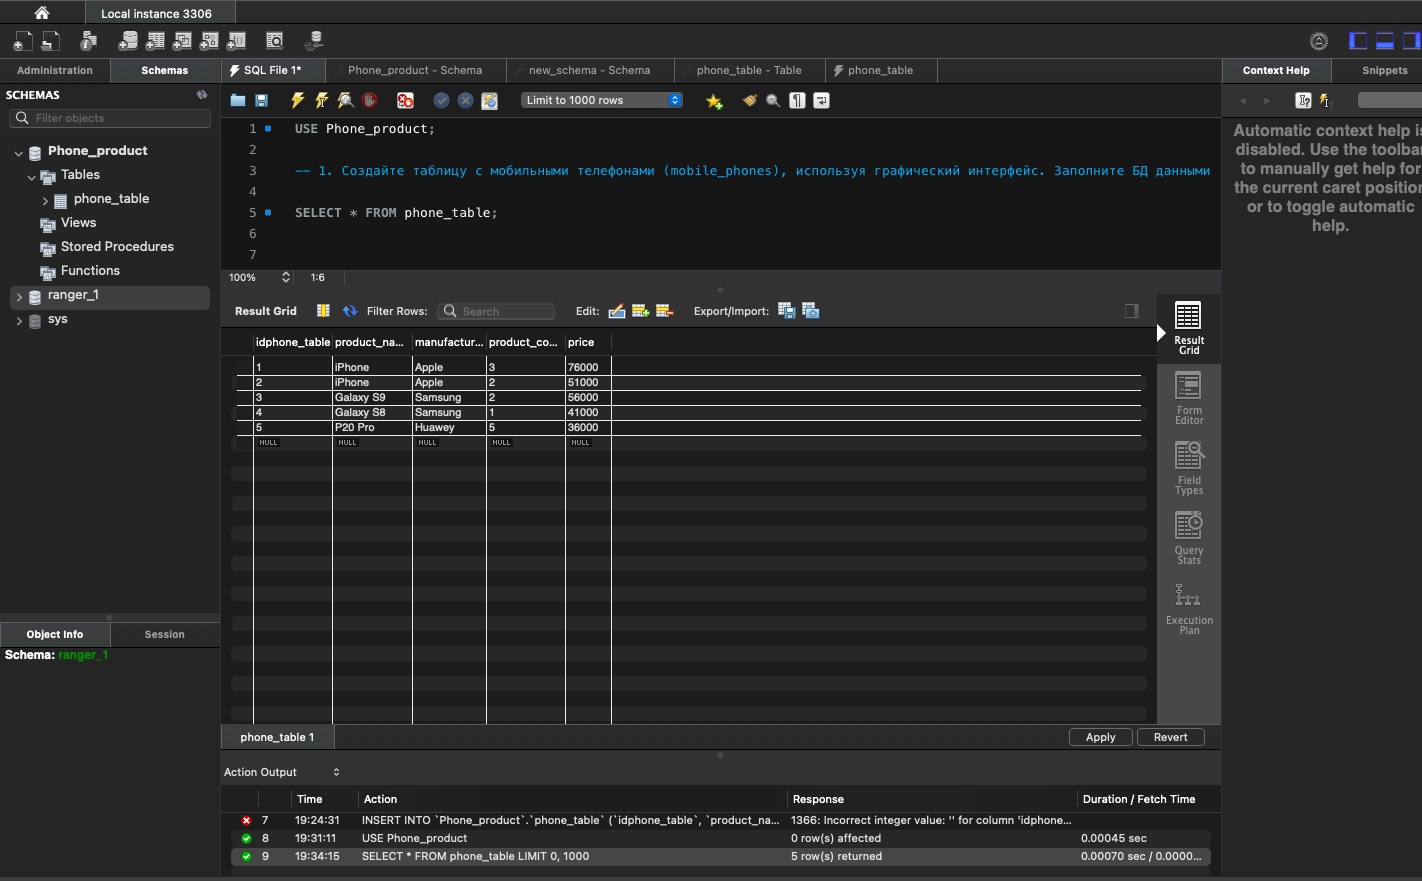 Local instance 3306
Administration
Schemas
SQL File 1*
Phone_product - Schema
new_schema - Schema
phone_table - Table
phone_table
Context Help
Snippets
SCHEMAS
Filter objects
Phone_product
Tables
phone_table
Views
Stored Procedures
Functions
ranger_1
sys
Limit to 1000 rows
1 USE Phone_product;
2
3 -- 1. Создайте таблицу с мобильными телефонами (mobile_phones), используя графический интерфейс. Заполните БД данными
4
5 SELECT * FROM phone_table;
6
7
100% 1:6
Automatic context help is
disabled. Use the toolbar
to manually get help for
the current caret position
or to toggle automatic
help.
Result Grid Filter Rows: Search Edit: Export/Import:
idphone_table product_na... manufactur... product_co... price
1 iPhone Apple 3 76000
2 iPhone Apple 2 51000
3 Galaxy S9 Samsung 2 56000
4 Galaxy S8 Samsung 1 41000
5 P20 Pro Huawey 5 36000
NULL NULL NULL NULL NULL
Result
Grid
Form
Editor
Field
Types
Query
Stats
Execution
Plan
Object Info
Session
Schema: ranger_1
phone_table 1
Apply
Revert
Action Output
Time Action Response Duration / Fetch Time
7 19:24:31 INSERT INTO `Phone_product`.`phone_table` (`idphone_table`, `product_na... 1366: Incorrect integer value: '' for column 'idphone...
8 19:31:11 USE Phone_product 0 row(s) affected 0.00045 sec
9 19:34:15 SELECT * FROM phone_table LIMIT 0, 1000 5 row(s) returned 0.00070 sec / 0.0000...